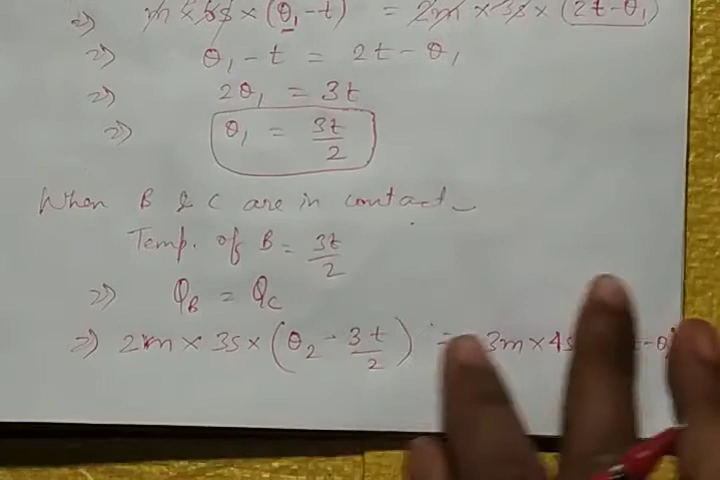 =) m × 6s × (θ₁ - t) = 2m × 3s × (2t - θ₁)
=) θ₁ - t = 2t - θ₁
=) 2θ₁ = 3t
=) θ₁ = 3t/2
When B & C are in contact -
Temp. of B = 3t/2
=) Q_B = Q_C
=) 2m × 3s × (θ₂ - 3t/2) = 3m × 4s t - θ